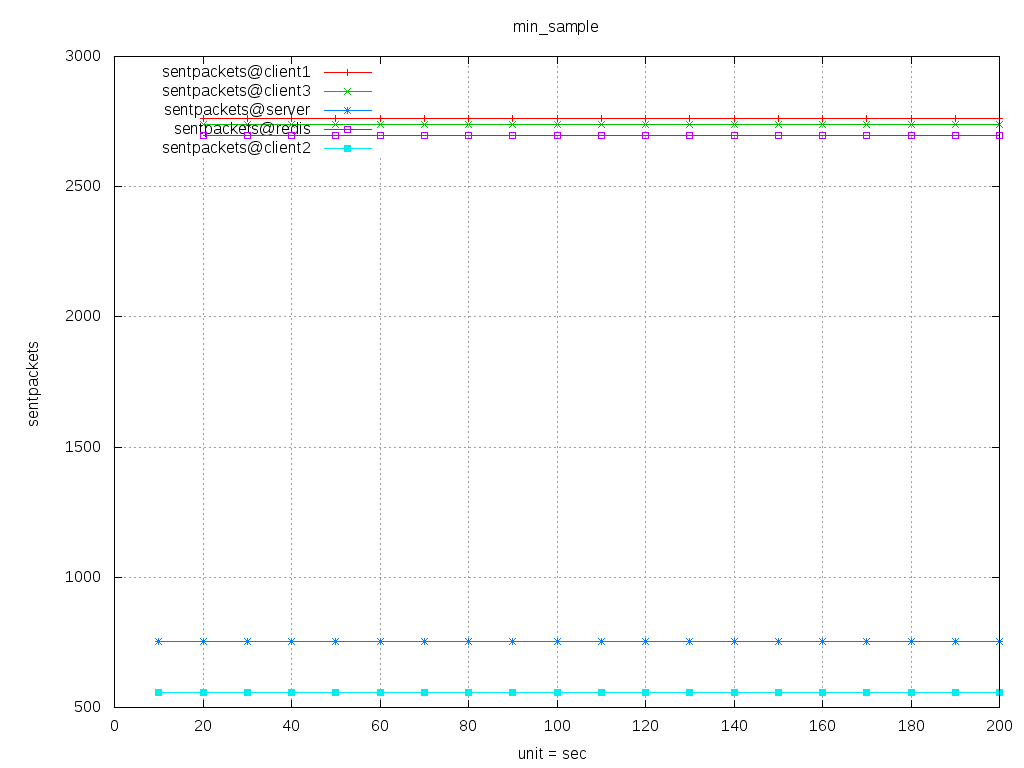 min_sample
3000
2500
2000
1500
1000
500
sentpackets
sentpackets@client1
sentpackets@client3
sentpackets@server
sentpackets@redis
sentpackets@client2
0 20 40 60 80 100 120 140 160 180 200
unit = sec